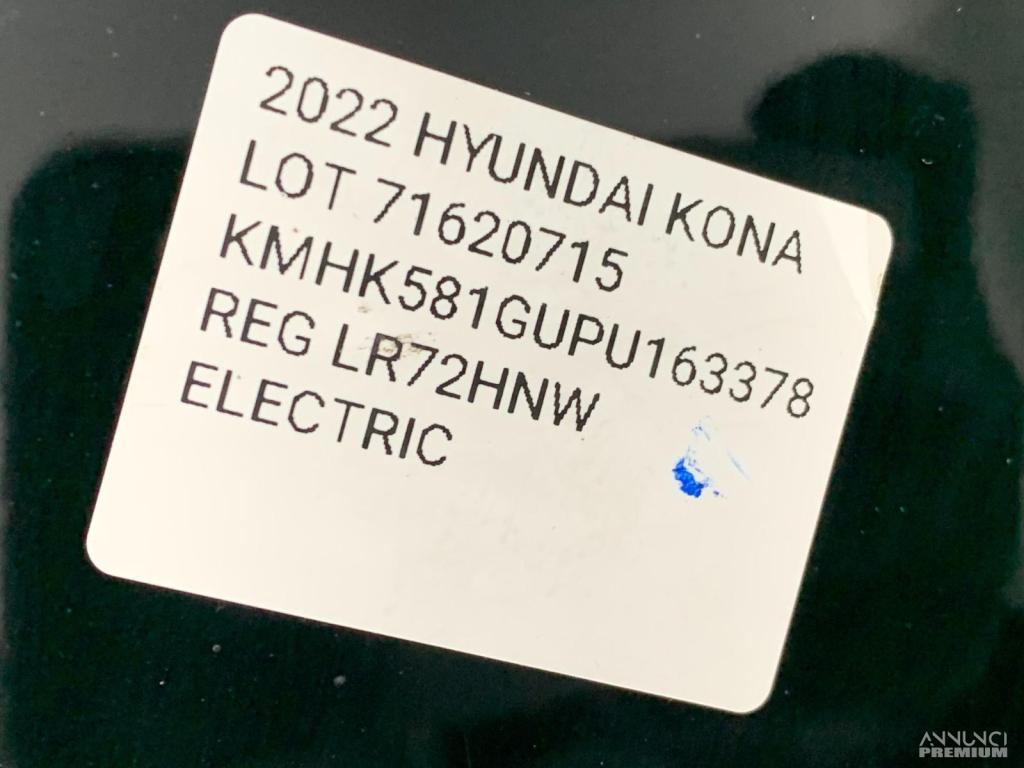 2022 HYUNDAI KONA
LOT 71620715
KMHK581GUPU163378
REG LR72HNW
ELECTRIC
ANNUNCI
PREMIUM